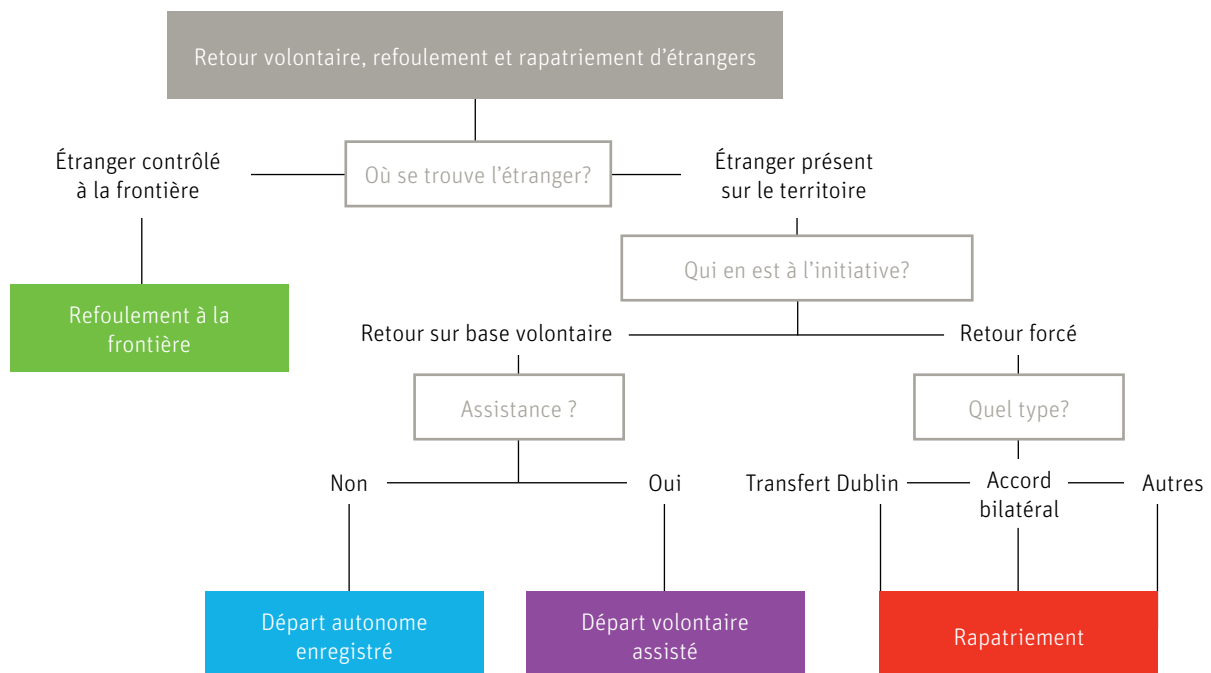 Retour volontaire, refoulement et rapatriement d’étrangers
Étranger contrôlé
à la frontière
Où se trouve l’étranger?
Étranger présent
sur le territoire
Qui en est à l’initiative?
Refoulement à la
frontière
Retour sur base volontaire
Retour forcé
Assistance ?
Quel type?
Non
Oui
Transfert Dublin
Accord
bilatéral
Autres
Départ autonome
enregistré
Départ volontaire
assisté
Rapatriement